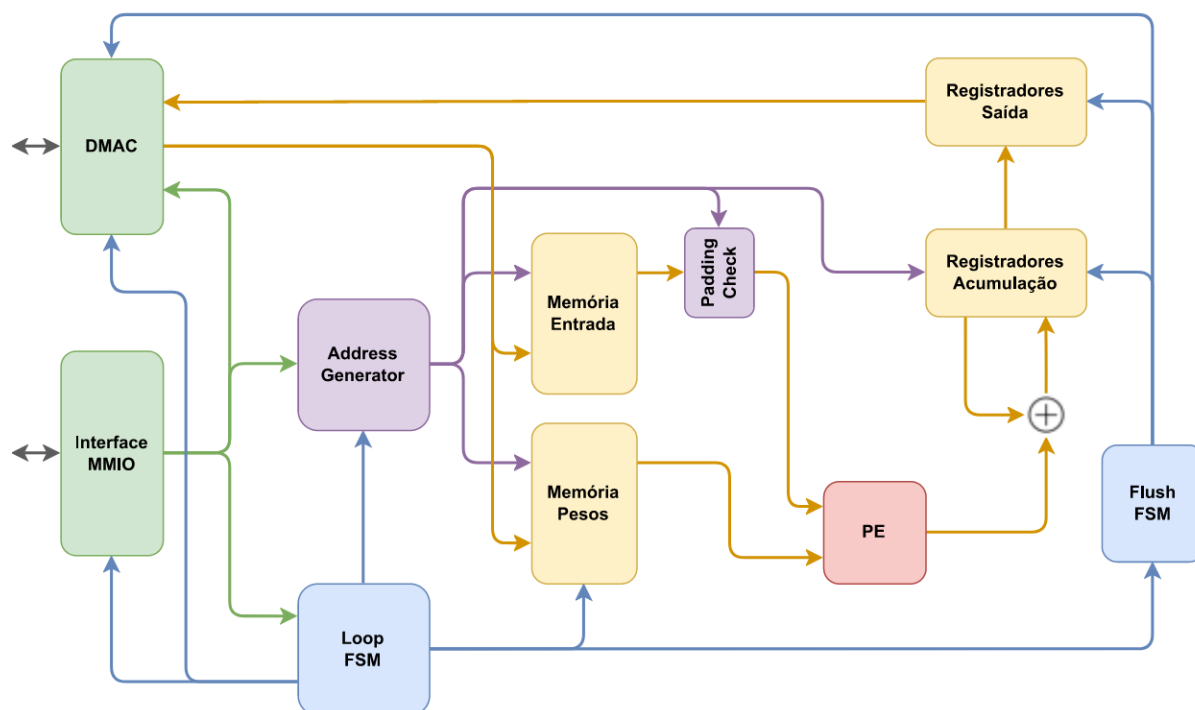 DMAC
Registradores
Saída
Padding
Check
Registradores
Acumulação
Memória
Entrada
Address
Generator
Interface
MMIO
Memória
Pesos
PE
Flush
FSM
Loop
FSM